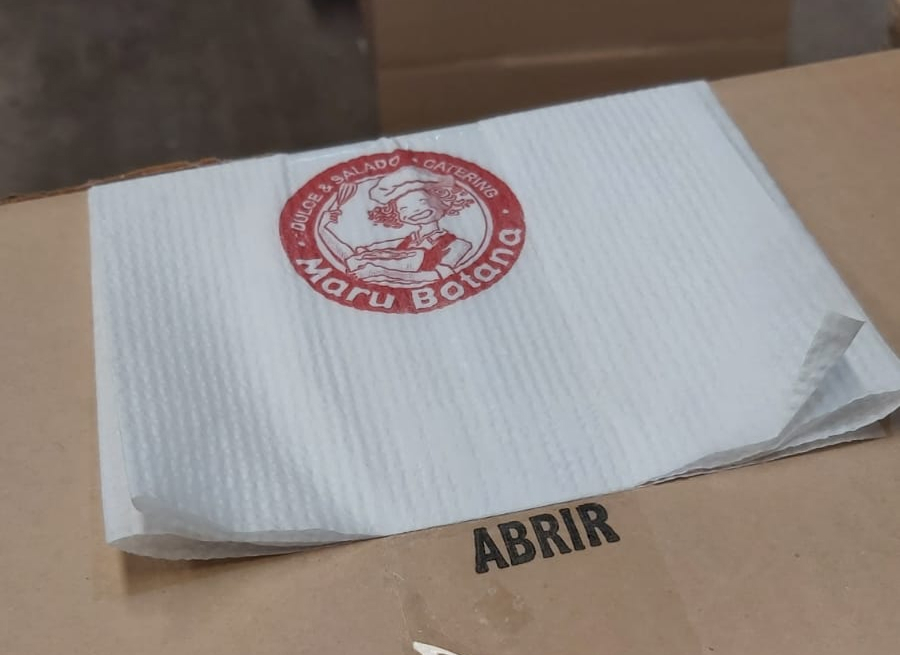 DULCE & SALADO • CATERING
Maru Botana
ABRIR